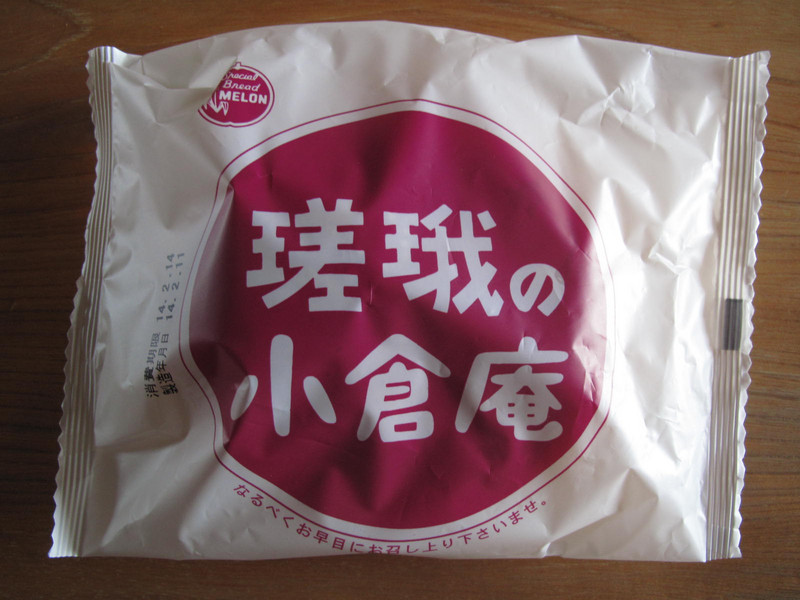 Special
Bread
MELON
瑳珴の
小倉庵
消費期限 14.2.14
製造年月日 14.2.11
なるべくお早目にお召し上り下さいませ。